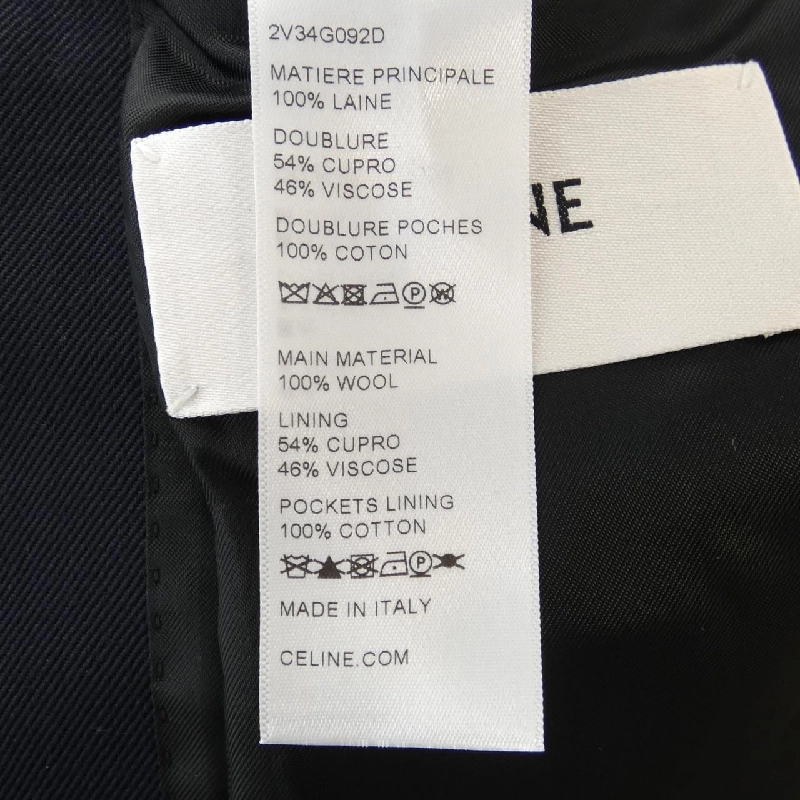 2V34G092D
MATIERE PRINCIPALE
100% LAINE
DOUBLURE
54% CUPRO
46% VISCOSE
DOUBLURE POCHES
100% COTON
P W
MAIN MATERIAL
100% WOOL
LINING
54% CUPRO
46% VISCOSE
POCKETS LINING
100% COTTON
P
MADE IN ITALY
CELINE.COM
NE